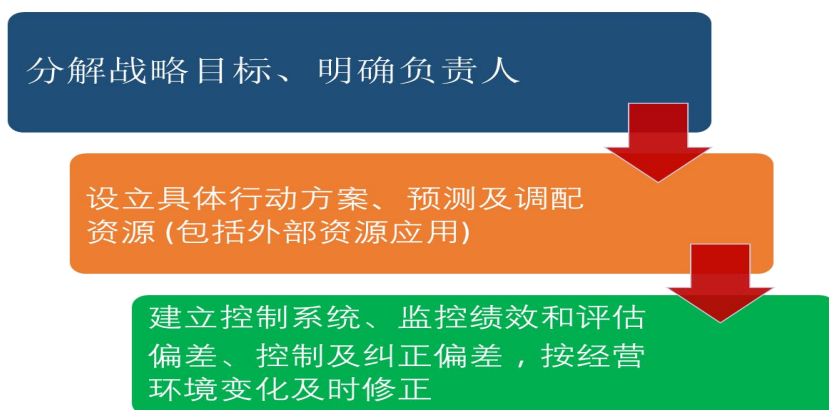 分解战略目标、明确负责人
设立具体行动方案、预测及调配
资源(包括外部资源应用)
建立控制系统、监控绩效和评估
偏差、控制及纠正偏差，按经营
环境变化及时修正